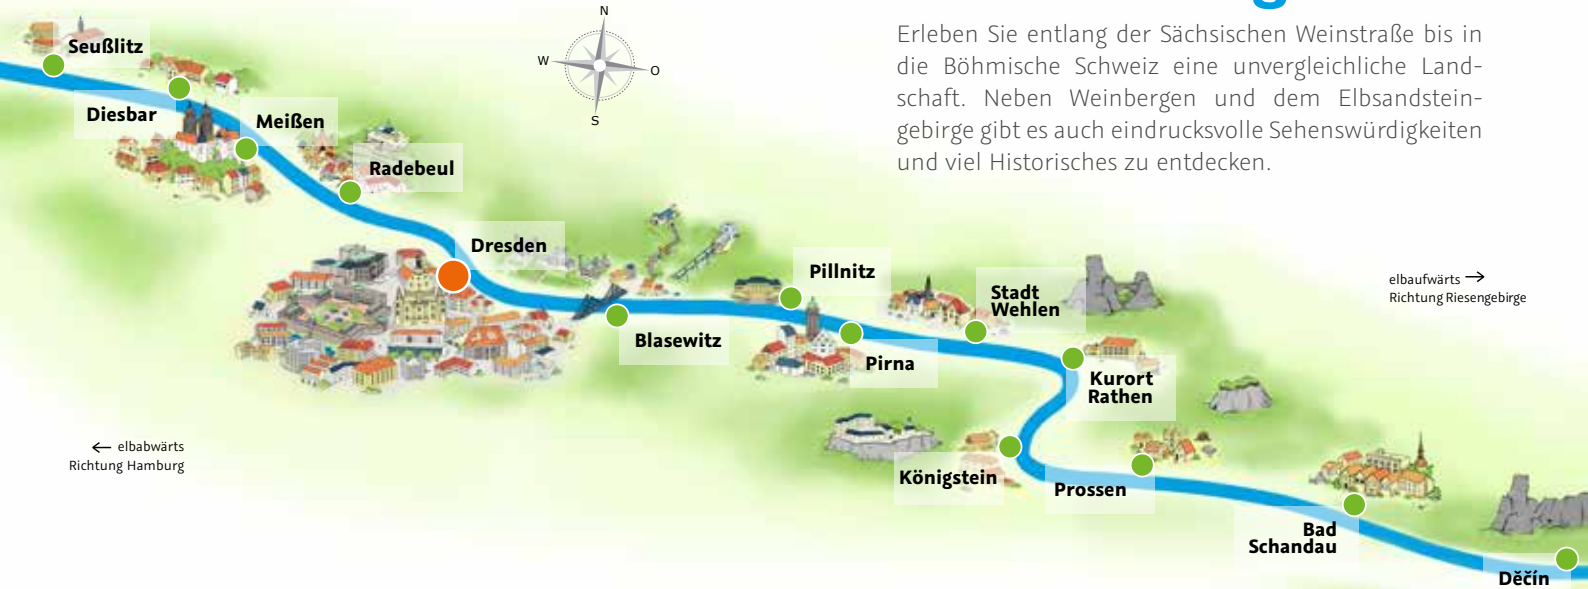 Erleben Sie entlang der Sächsischen Weinstraße bis in
die Böhmische Schweiz eine unvergleichliche Land-
schaft. Neben Weinbergen und dem Elbsandstein-
gebirge gibt es auch eindrucksvolle Sehenswürdigkeiten
und viel Historisches zu entdecken.
N
W
O
S
Seußlitz
Diesbar
Meißen
Radebeul
Dresden
Blasewitz
Pillnitz
Pirna
Stadt
Wehlen
Kurort
Rathen
elbaufwärts →
Richtung Riesengebirge
← elbabwärts
Richtung Hamburg
Königstein
Prossen
Bad
Schandau
Děčín